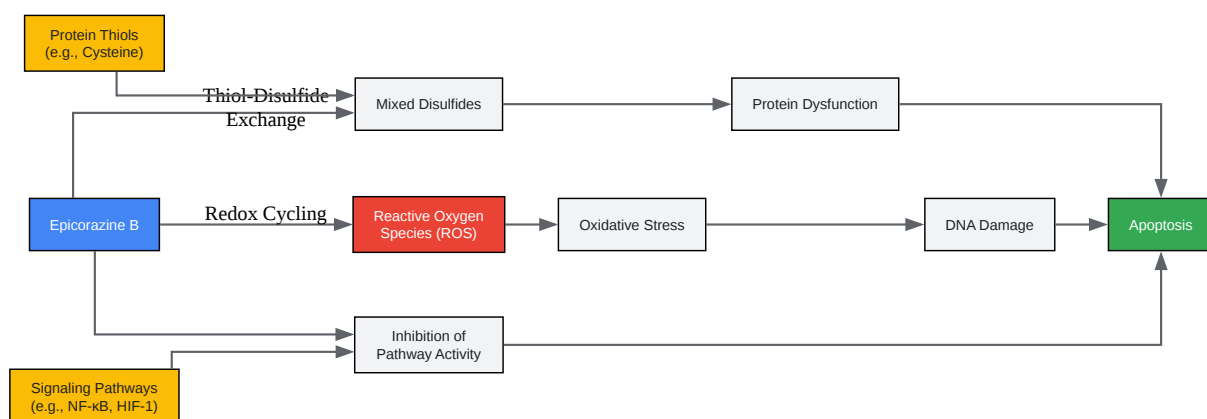 Protein Thiols
(e.g., Cysteine)
Thiol-Disulfide
Exchange
Mixed Disulfides
Protein Dysfunction
Epicorazine B
Redox Cycling
Reactive Oxygen
Species (ROS)
Oxidative Stress
DNA Damage
Apoptosis
Inhibition of
Pathway Activity
Signaling Pathways
(e.g., NF-κB, HIF-1)